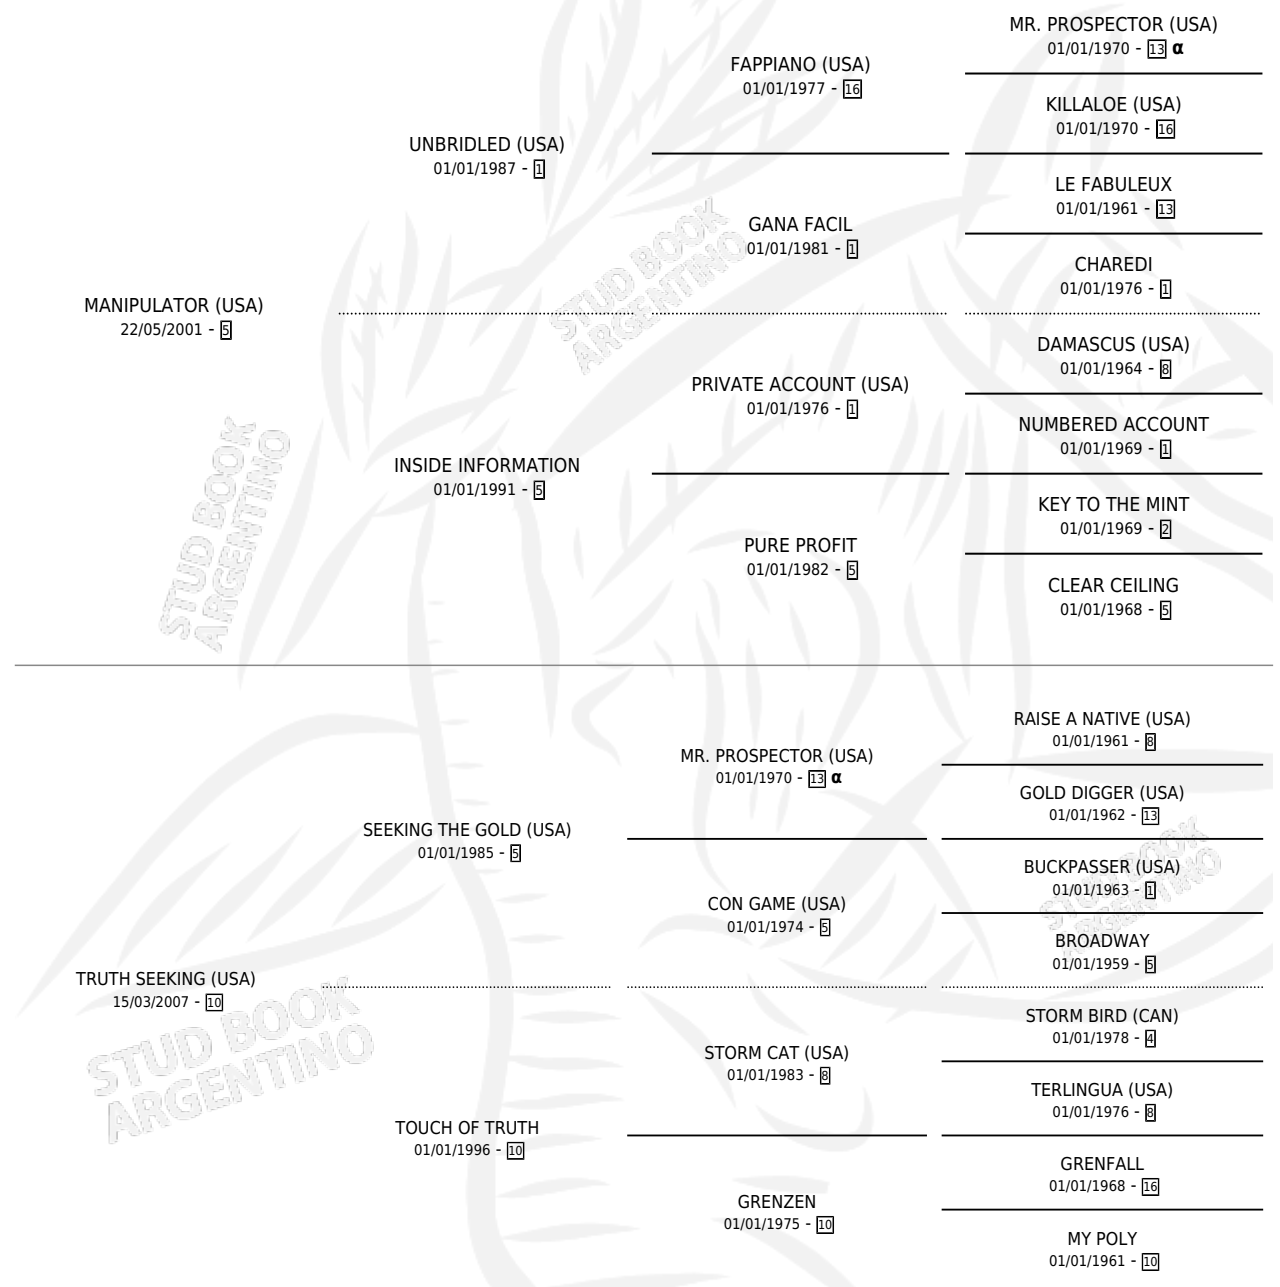 MR. PROSPECTOR (USA)
01/01/1970 - 13 α
FAPPIANO (USA)
01/01/1977 - 16
KILLALOE (USA)
01/01/1970 - 16
UNBRIDLED (USA)
01/01/1987 - 1
LE FABULEUX
01/01/1961 - 13
GANA FACIL
01/01/1981 - 1
CHAREDI
01/01/1976 - 1
MANIPULATOR (USA)
22/05/2001 - 5
DAMASCUS (USA)
01/01/1964 - 8
PRIVATE ACCOUNT (USA)
01/01/1976 - 1
NUMBERED ACCOUNT
01/01/1969 - 1
INSIDE INFORMATION
01/01/1991 - 5
KEY TO THE MINT
01/01/1969 - 2
PURE PROFIT
01/01/1982 - 5
CLEAR CEILING
01/01/1968 - 5
STUD BOOK
ARGENTINO
STUD BOOK
ARGENTINO
RAISE A NATIVE (USA)
01/01/1961 - 8
MR. PROSPECTOR (USA)
01/01/1970 - 13 α
GOLD DIGGER (USA)
01/01/1962 - 13
SEEKING THE GOLD (USA)
01/01/1985 - 5
BUCKPASSER (USA)
01/01/1963 - 1
CON GAME (USA)
01/01/1974 - 5
BROADWAY
01/01/1959 - 5
TRUTH SEEKING (USA)
15/03/2007 - 10
STORM BIRD (CAN)
01/01/1978 - 4
STORM CAT (USA)
01/01/1983 - 8
TERLINGUA (USA)
01/01/1976 - 8
TOUCH OF TRUTH
01/01/1996 - 10
GRENFALL
01/01/1968 - 16
GRENZEN
01/01/1975 - 10
MY POLY
01/01/1961 - 10
STUD BOOK
ARGENTINO
STUD BOOK
ARGENTINO